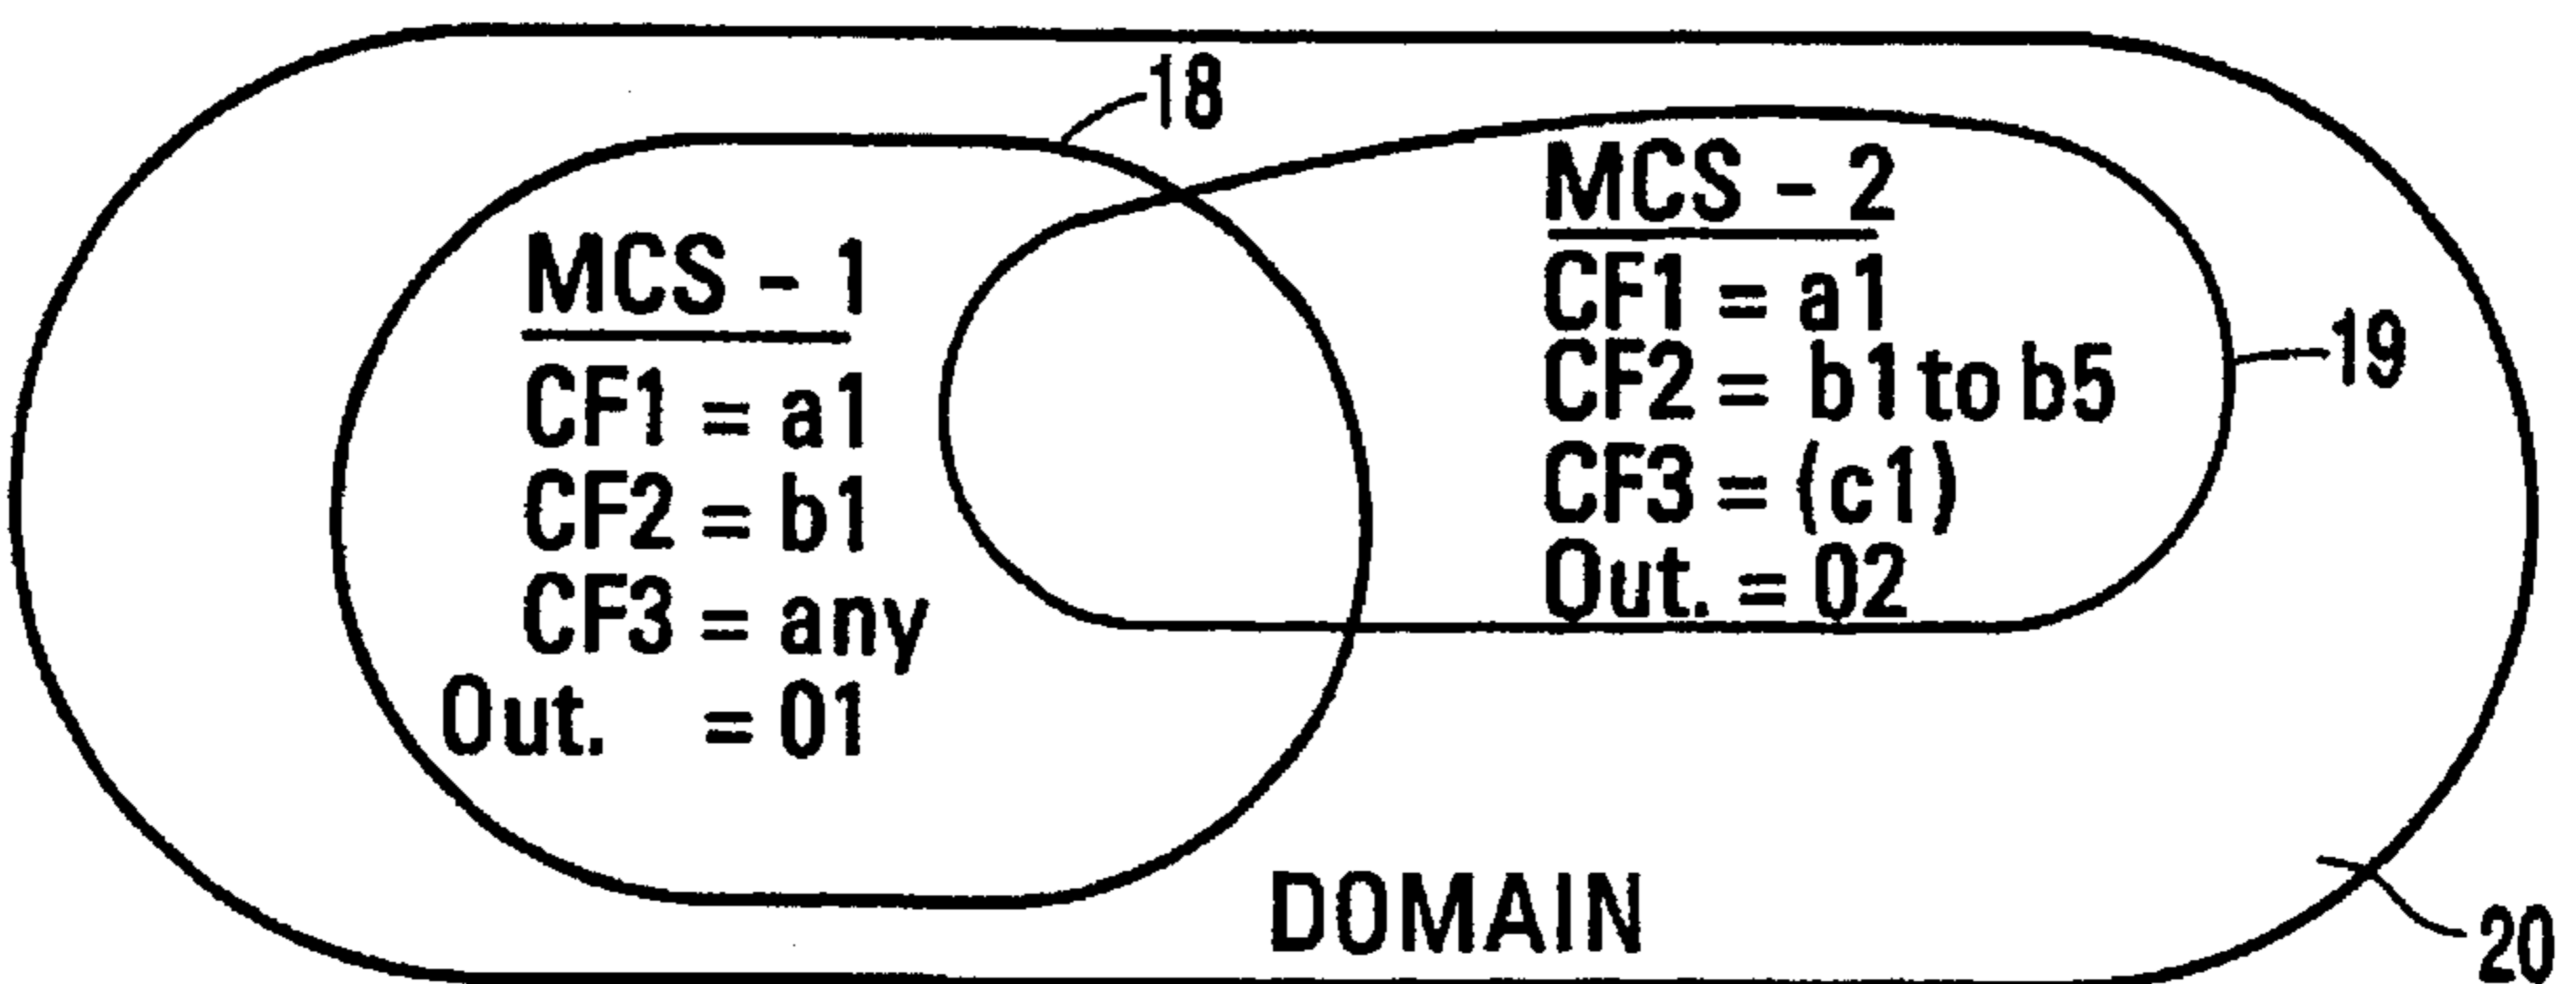 18
MCS - 1
CF1 = a1
CF2 = b1
CF3 = any
Out. = 01
MCS - 2
CF1 = a1
CF2 = b1 to b5
CF3 = (c1)
Out. = 02
19
DOMAIN
20